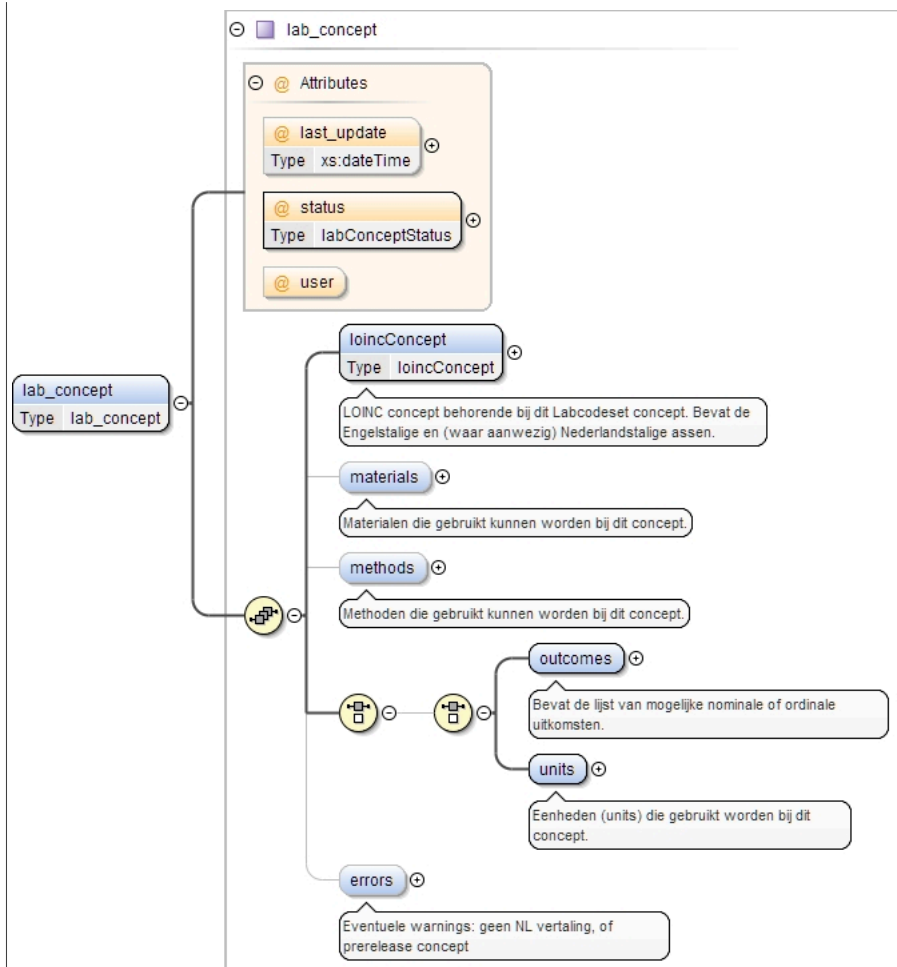 lab_concept
Attributes
@ last_update
Type xs:dateTime
@ status
Type labConceptStatus
@ user
lab_concept
Type lab_concept
loincConcept
Type loincConcept
LOINC concept behorende bij dit Labcodeset concept. Bevat de
Engelstalige en (waar aanwezig) Nederlandstalige assen.
materials
Materialen die gebruikt kunnen worden bij dit concept.
methods
Methoden die gebruikt kunnen worden bij dit concept.
outcomes
Bevat de lijst van mogelijke nominale of ordinale
uitkomsten.
units
Eenheden (units) die gebruikt worden bij dit
concept.
errors
Eventuele warnings: geen NL vertaling, of
prerelease concept